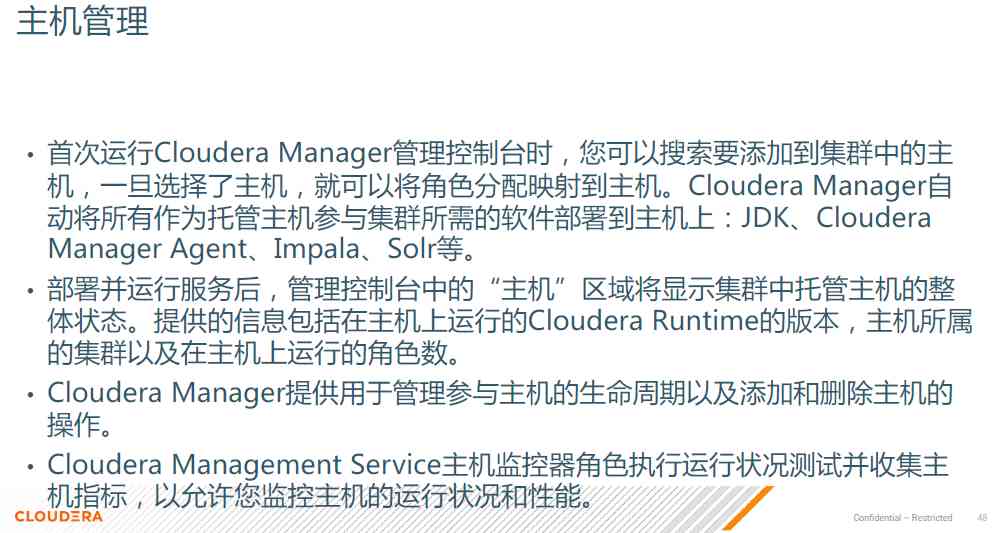 主机管理
• 首次运行Cloudera Manager管理控制台时，您可以搜索要添加到集群中的主
机，一旦选择了主机，就可以将角色分配映射到主机。Cloudera Manager自
动将所有作为托管主机参与集群所需的软件部署到主机上：JDK、Cloudera
Manager Agent、Impala、Solr等。
• 部署并运行服务后，管理控制台中的“主机”区域将显示集群中托管主机的整
体状态。提供的信息包括在主机上运行的Cloudera Runtime的版本，主机所属
的集群以及在主机上运行的角色数。
• Cloudera Manager提供用于管理参与主机的生命周期以及添加和删除主机的
操作。
• Cloudera Management Service主机监控器角色执行运行状况测试并收集主
机指标，以允许您监控主机的运行状况和性能。
CLOUDERA
Confidential – Restricted 48